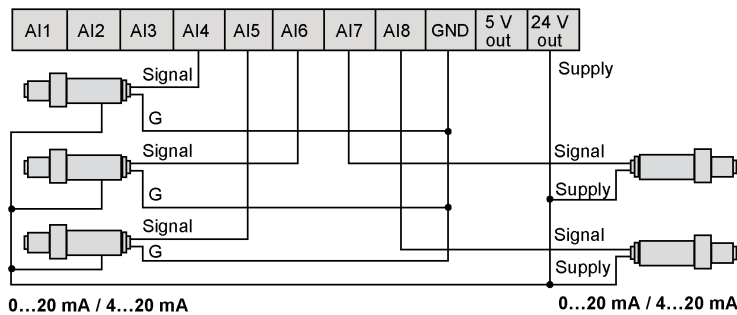 AI1 AI2 AI3 AI4 AI5 AI6 AI7 AI8 GND 5 V out 24 V out
Supply
Signal
G
Signal
Signal
G
Supply
Signal
Signal
G
Supply
0…20 mA / 4…20 mA
0…20 mA / 4…20 mA